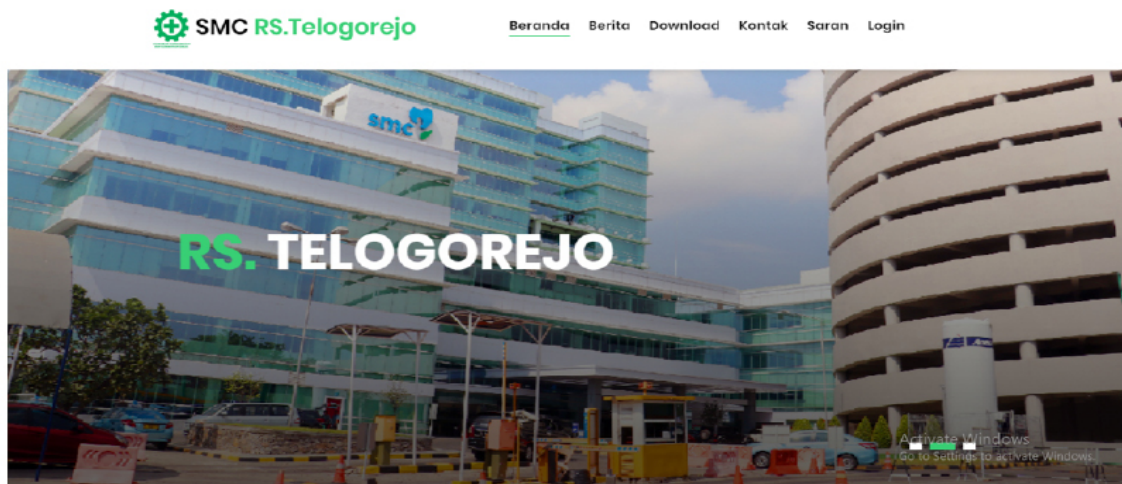 SMC RS.Telogorejo
Beranda Berita Download Kontak Saran Login
smc
RS. TELOGOREJO
Activate Windows
Go to Settings to activate Windows.